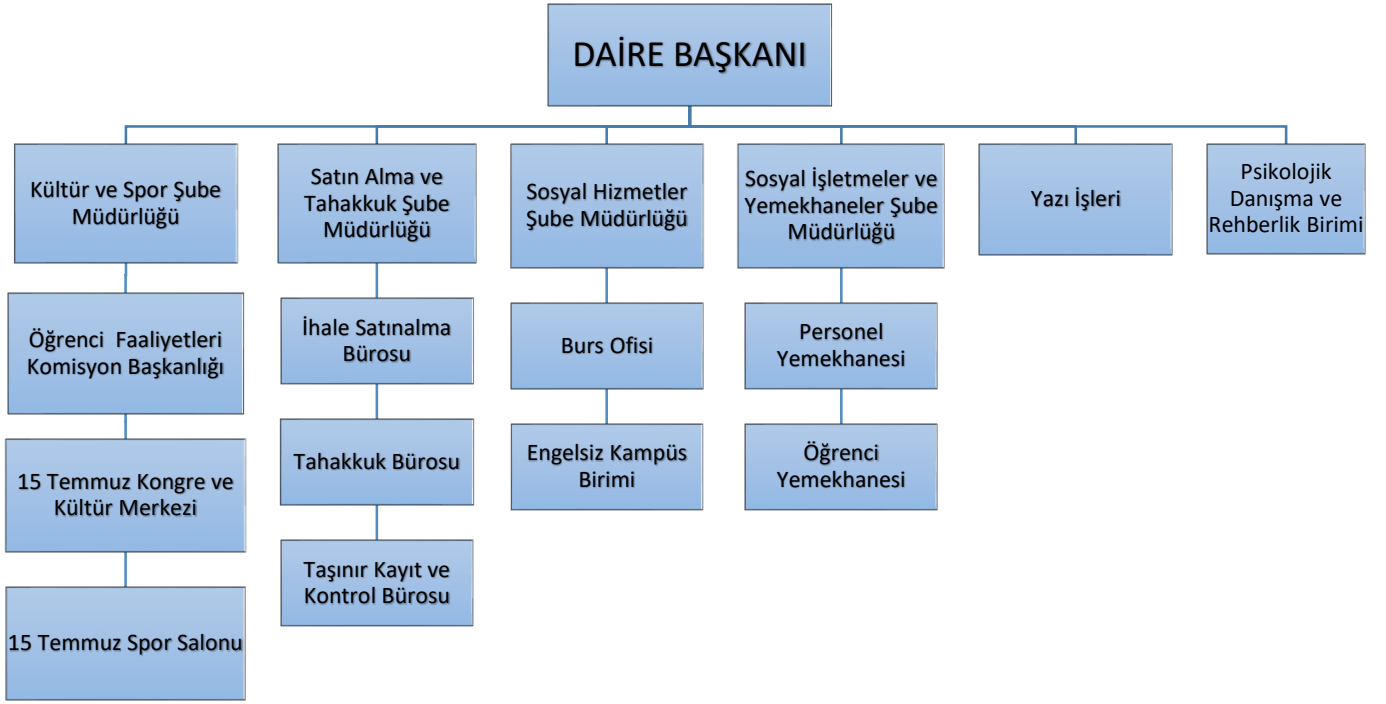 DAİRE BAŞKANI
Kültür ve Spor Şube
Müdürlüğü
Satın Alma ve
Tahakkuk Şube
Müdürlüğü
Sosyal Hizmetler
Şube Müdürlüğü
Sosyal İşletmeler ve
Yemekhaneler Şube
Müdürlüğü
Yazı İşleri
Psikolojik
Danışma ve
Rehberlik Birimi
Öğrenci Faaliyetleri
Komisyon Başkanlığı
İhale Satınalma
Bürosu
Burs Ofisi
Personel
Yemekhanesi
15 Temmuz Kongre ve
Kültür Merkezi
Tahakkuk Bürosu
Engelsiz Kampüs
Birimi
Öğrenci
Yemekhanesi
15 Temmuz Spor Salonu
Taşınır Kayıt ve
Kontrol Bürosu